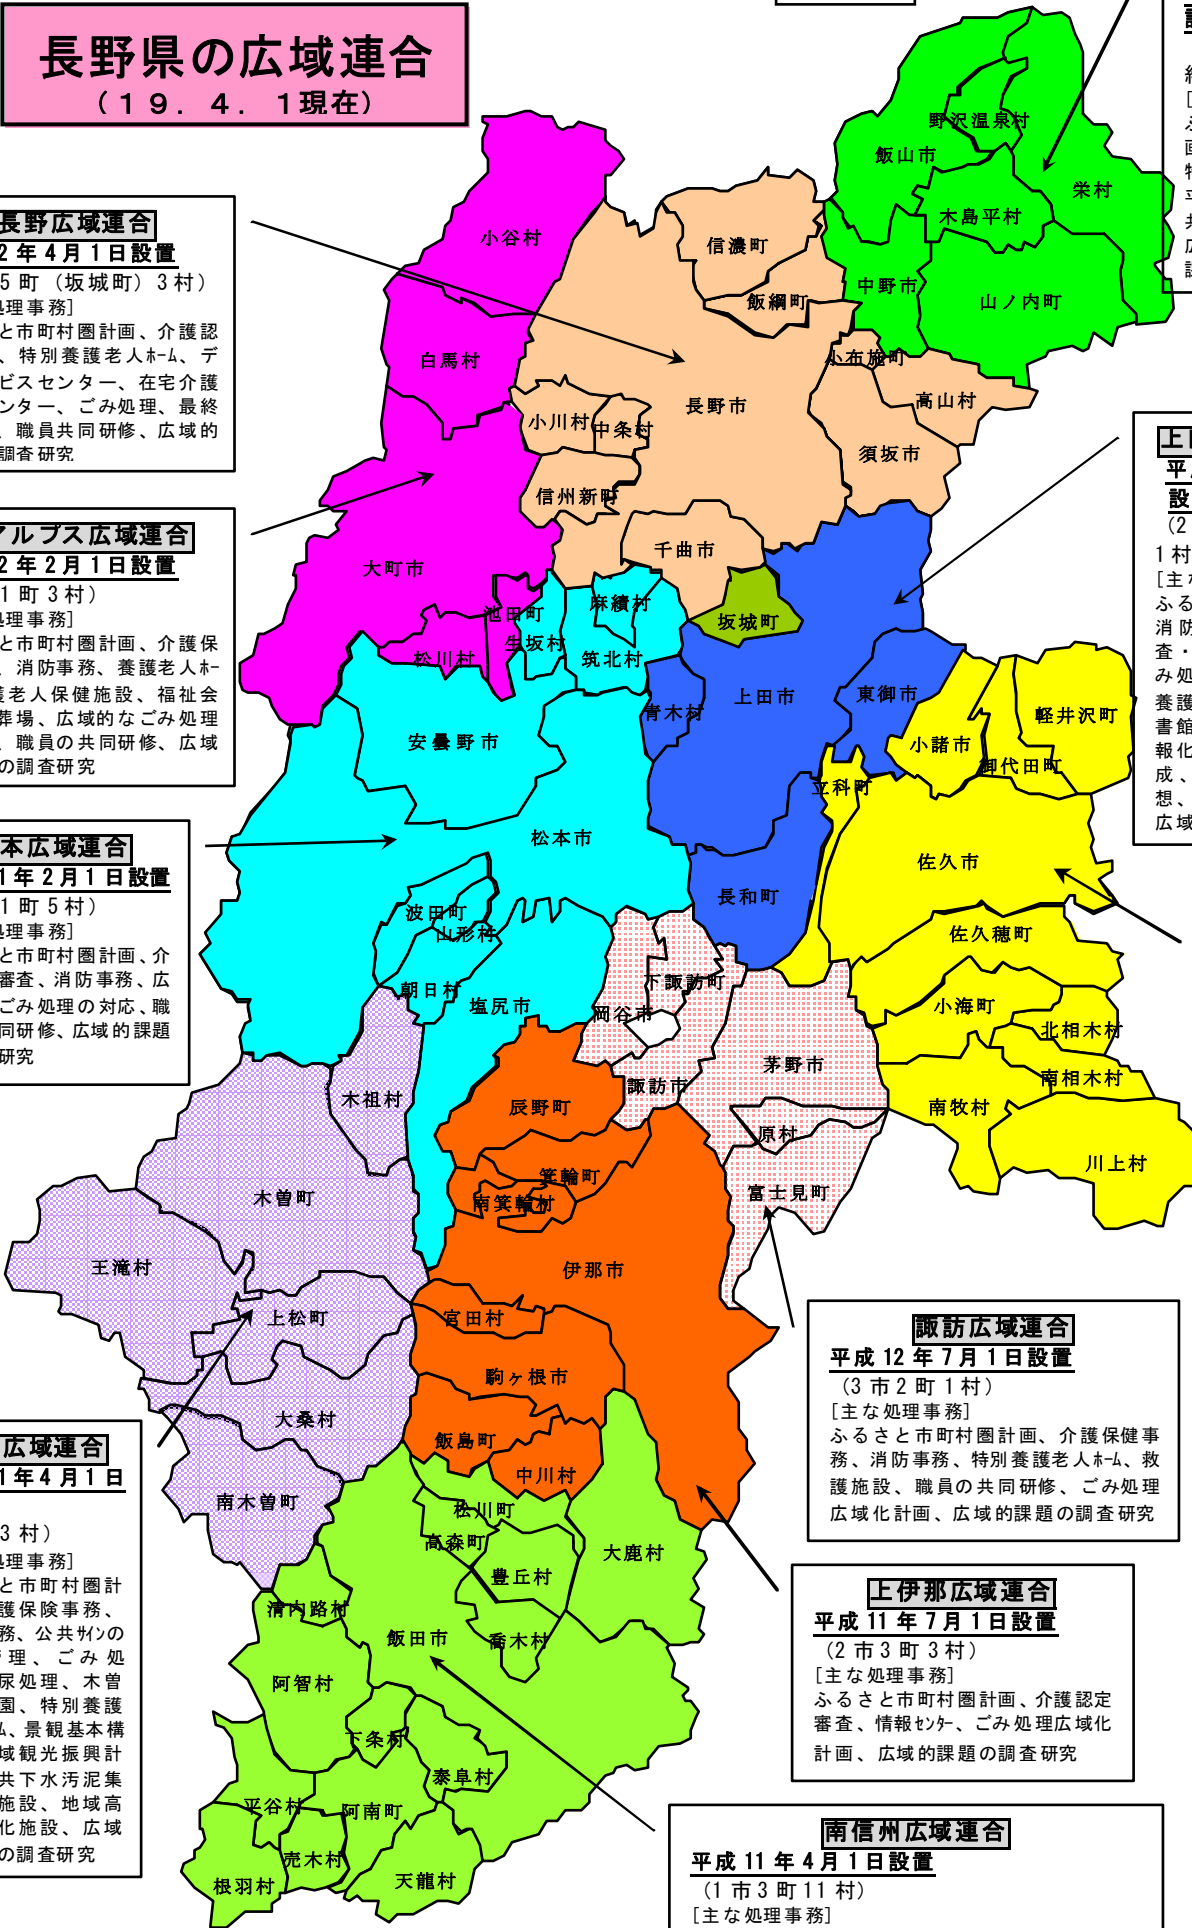 長野県の広域連合
(19. 4. 1現在)
長野広域連合
2年4月1日設置
5町（坂城町）3村）
処理事務]
と市町村圏計画、介護認
、特別養護老人ﾎｰﾑ、デ
ビスセンター、在宅介護
ンター、ごみ処理、最終
、職員共同研修、広域的
調査研究
アルプス広域連合
2年2月1日設置
1町3村）
処理事務]
と市町村圏計画、介護保
、消防事務、養護老人ﾎｰ
護老人保健施設、福祉会
葬場、広域的なごみ処理
、職員の共同研修、広域
の調査研究
本広域連合
1年2月1日設置
1町5村）
処理事務]
と市町村圏計画、介
審査、消防事務、広
ごみ処理の対応、職
同研修、広域的課題
研究
広域連合
1年4月1日
3村）
処理事務]
と市町村圏計
護保険事務、
務、公共ｻｲﾝの
理、ごみ処
尿処理、木曽
園、特別養護
ﾑ、景観基本構
域観光振興計
共下水汚泥集
施設、地域高
化施設、広域
の調査研究
上
平
設
（2
1村
[主な
ふる
消防
査・
み処
養護
書館
報化
成、
想、
広域
諏訪広域連合
平成12年7月1日設置
（3市2町1村）
[主な処理事務]
ふるさと市町村圏計画、介護保健事
務、消防事務、特別養護老人ﾎｰﾑ、救
護施設、職員の共同研修、ごみ処理
広域化計画、広域的課題の調査研究
上伊那広域連合
平成11年7月1日設置
（2市3町3村）
[主な処理事務]
ふるさと市町村圏計画、介護認定
審査、情報ｾﾝﾀｰ、ごみ処理広域化
計画、広域的課題の調査研究
南信州広域連合
平成11年4月1日設置
（1市3町11村）
[主な処理事務]
野沢温泉村
飯山市
栄村
木島平村
中野市
山ノ内町
小谷村
信濃町
飯綱町
白馬村
小布施町
高山村
長野市
小川村
中条村
須坂市
信州新町
千曲市
大町市
池田町
麻績村
坂城町
生坂村
松川村
筑北村
上田市
東御市
青木村
軽井沢町
小諸市
御代田町
安曇野市
立科町
松本市
佐久市
長和町
波田町
山形村
佐久穂町
朝日村
塩尻市
下諏訪町
岡谷市
小海町
北相木村
茅野市
諏訪市
南相木村
木祖村
辰野町
南牧村
原村
川上村
箕輪町
南箕輪村
富士見町
木曽町
王滝村
伊那市
上松町
宮田村
駒ヶ根市
大桑村
飯島町
中川村
南木曽町
松川町
高森町
大鹿村
豊丘村
清内路村
飯田市
喬木村
阿智村
下条村
泰阜村
平谷村
阿南町
売木村
根羽村
天龍村